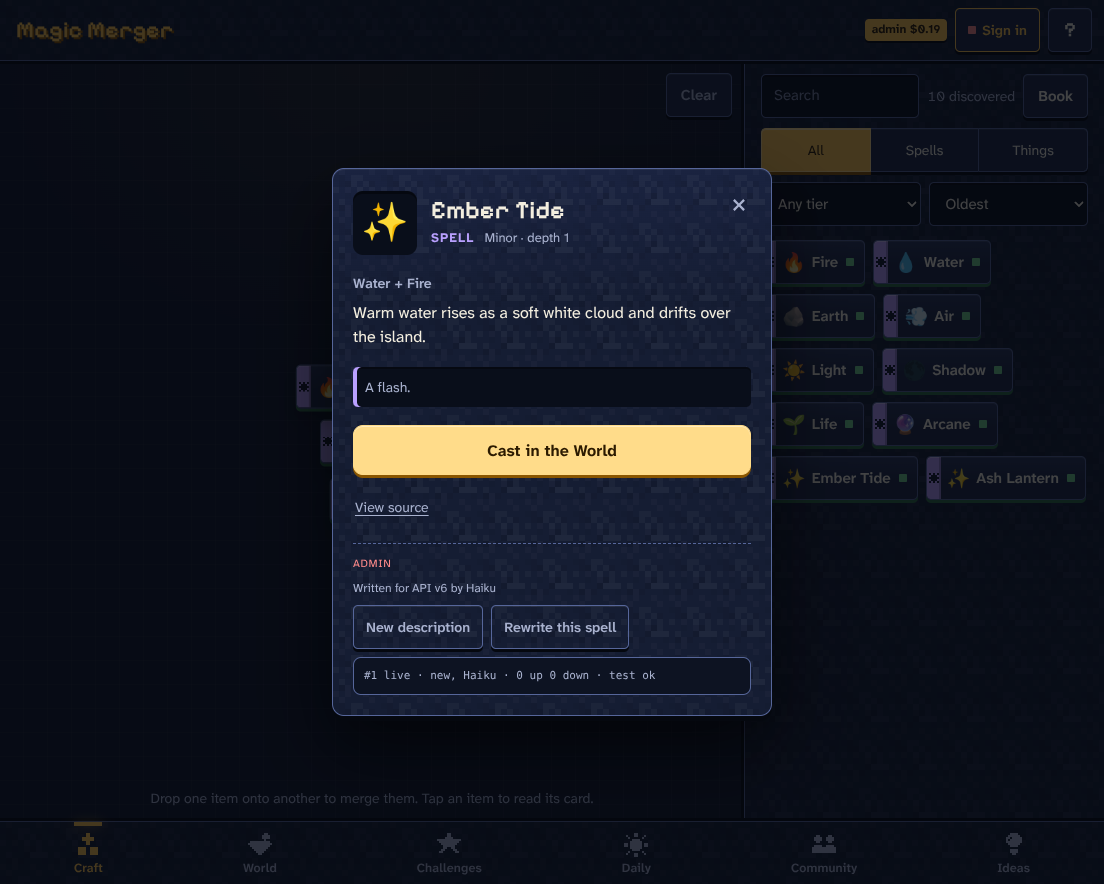 Magic Merger
admin $0.19
Sign in
?
Clear
Search
10 discovered
Book
All
Spells
Things
Any tier
Oldest
Fire
Water
Earth
Air
Light
Shadow
Life
Arcane
Ember Tide
Ash Lantern
Ember Tide
SPELL Minor · depth 1
Water + Fire
Warm water rises as a soft white cloud and drifts over
the island.
A flash.
Cast in the World
View source
ADMIN
Written for API v6 by Haiku
New description
Rewrite this spell
#1 live · new, Haiku · 0 up 0 down · test ok
Drop one item onto another to merge them. Tap an item to read its card.
Craft
World
Challenges
Daily
Community
Ideas